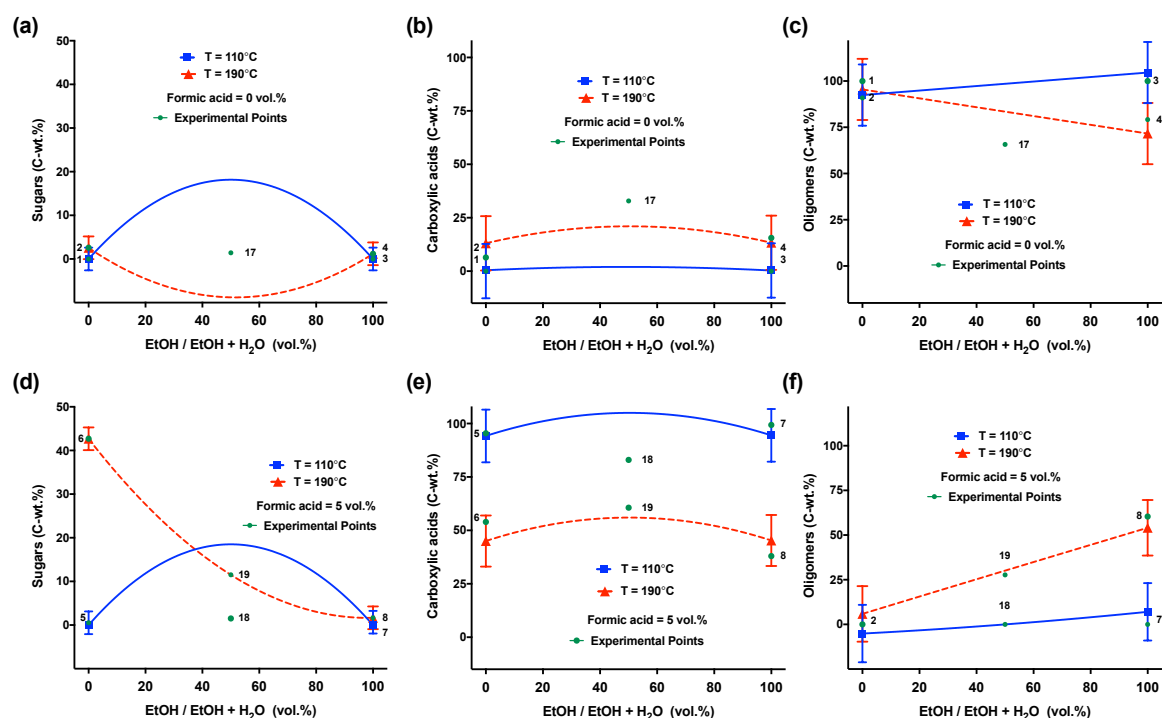 (a)
50
40
30
20
10
0
Sugars (C-wt.%)
T = 110°C
T = 190°C
Formic acid = 0 vol.%
Experimental Points
2
1
17
4
3
0 20 40 60 80 100
EtOH / EtOH + H₂O (vol.%)
(b)
100
75
50
25
0
Carboxylic acids (C-wt.%)
T = 110°C
T = 190°C
Formic acid = 0 vol.%
Experimental Points
17
2
1
4
3
0 20 40 60 80 100
EtOH / EtOH + H₂O (vol.%)
(c)
100
75
50
25
0
Oligomers (C-wt.%)
1
2
3
4
17
T = 110°C
T = 190°C
Formic acid = 0 vol.%
Experimental Points
0 20 40 60 80 100
EtOH / EtOH + H₂O (vol.%)
(d)
50
40
30
20
10
0
Sugars (C-wt.%)
6
T = 110°C
T = 190°C
Formic acid = 5 vol.%
Experimental Points
19
18
5
8
7
0 20 40 60 80 100
EtOH / EtOH + H₂O (vol.%)
(e)
100
75
50
25
0
Carboxylic acids (C-wt.%)
5
7
18
19
6
8
T = 110°C
T = 190°C
Formic acid = 5 vol.%
Experimental Points
0 20 40 60 80 100
EtOH / EtOH + H₂O (vol.%)
(f)
100
75
50
25
0
Oligomers (C-wt.%)
T = 110°C
T = 190°C
Formic acid = 5 vol.%
Experimental Points
8
19
18
2
7
0 20 40 60 80 100
EtOH / EtOH + H₂O (vol.%)